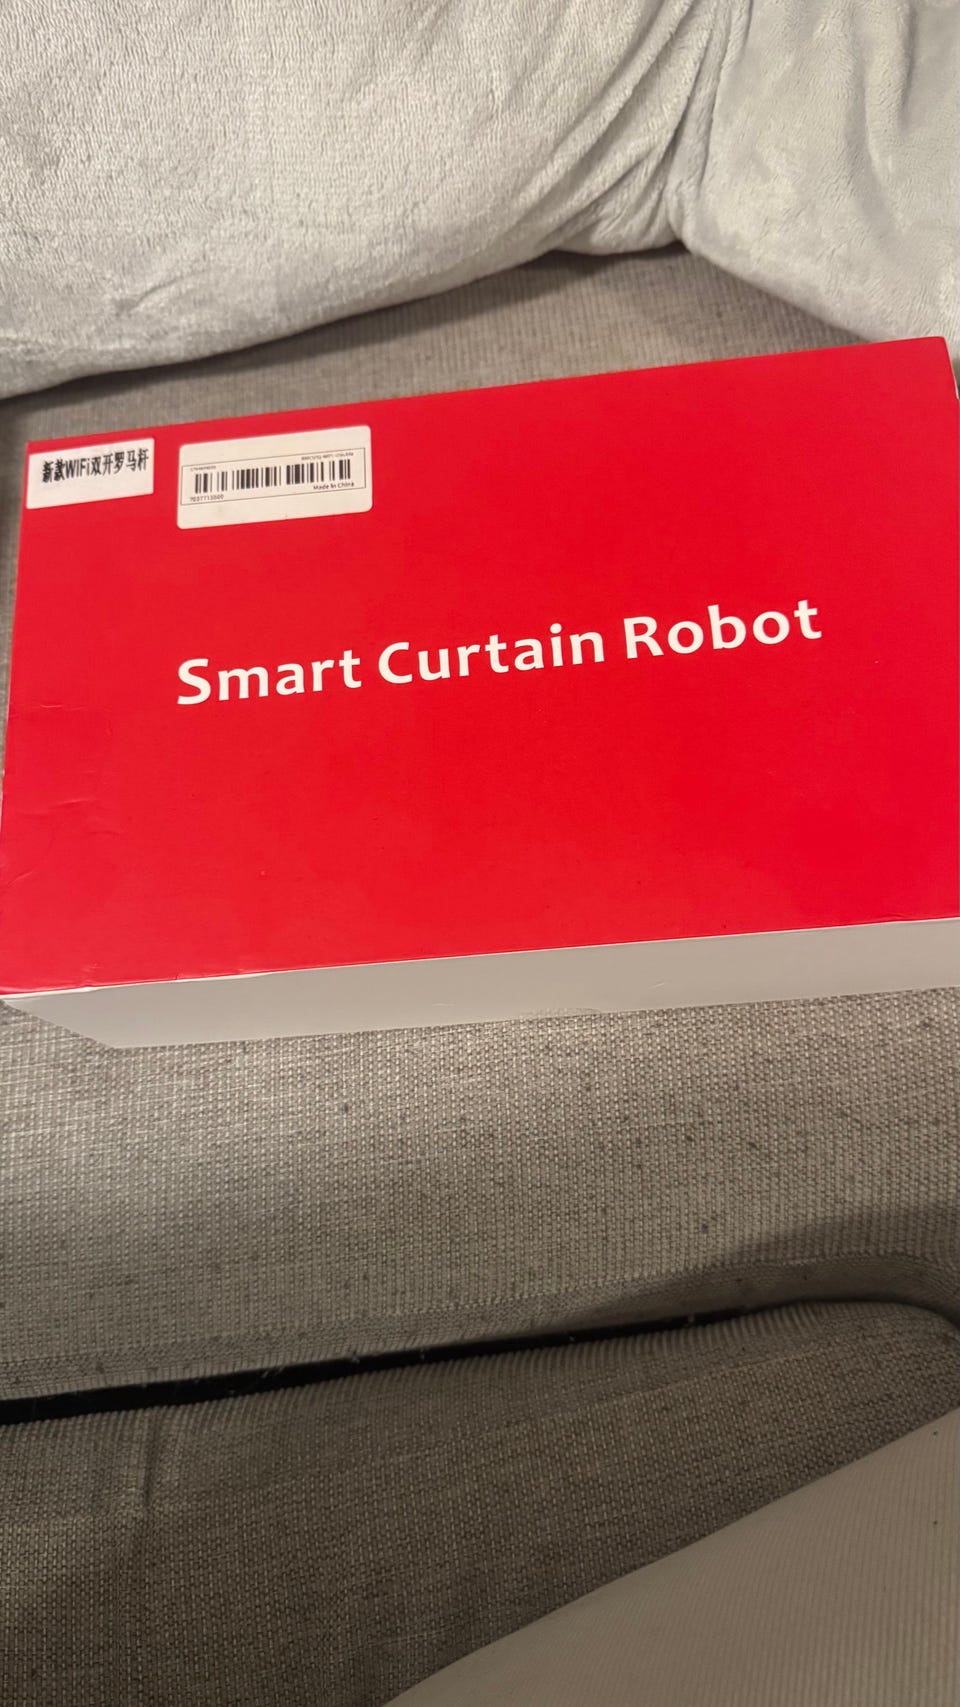 新款WIFi双开罗马杆
Made in China
Smart Curtain Robot